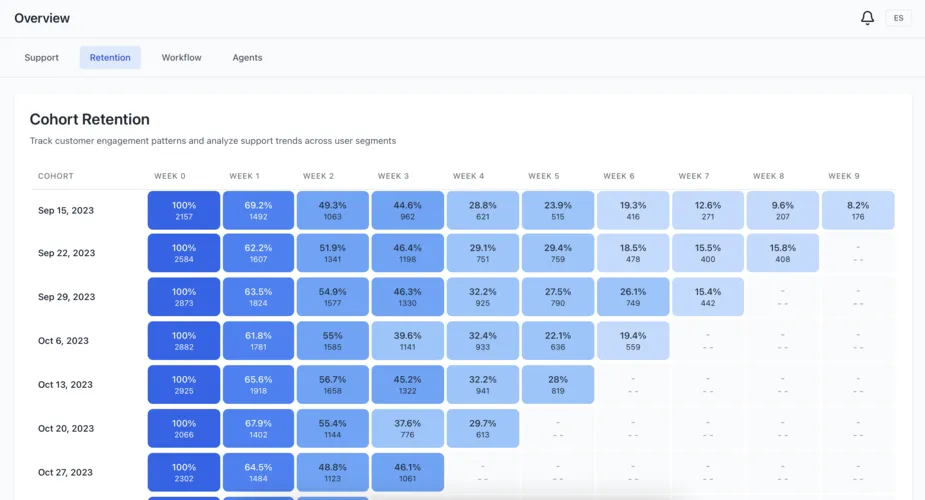 Overview
ES
Support Retention Workflow Agents
Cohort Retention
Track customer engagement patterns and analyze support trends across user segments
COHORT WEEK 0 WEEK 1 WEEK 2 WEEK 3 WEEK 4 WEEK 5 WEEK 6 WEEK 7 WEEK 8 WEEK 9
100% 69.2% 49.3% 44.6% 28.8% 23.9% 19.3% 12.6% 9.6% 8.2%
Sep 15, 2023
2157 1492 1063 962 621 515 416 271 207 176
100% 62.2% 51.9% 46.4% 29.1% 29.4% 18.5% 15.5% 15.8% -
Sep 22, 2023
2584 1607 1341 1198 751 759 478 400 408 --
100% 63.5% 54.9% 46.3% 32.2% 27.5% 26.1% 15.4% - -
Sep 29, 2023
2873 1824 1577 1330 925 790 749 442 -- --
100% 61.8% 55% 39.6% 32.4% 22.1% 19.4% - - -
Oct 6, 2023
2882 1781 1585 1141 933 636 559 -- -- --
100% 65.6% 56.7% 45.2% 32.2% 28% - - - -
Oct 13, 2023
2925 1918 1658 1322 941 819 -- -- -- --
100% 67.9% 55.4% 37.6% 29.7% - - - - -
Oct 20, 2023
2066 1402 1144 776 613 -- -- -- -- --
100% 64.5% 48.8% 46.1% - - - - - -
Oct 27, 2023
2302 1484 1123 1061 -- -- -- -- -- --